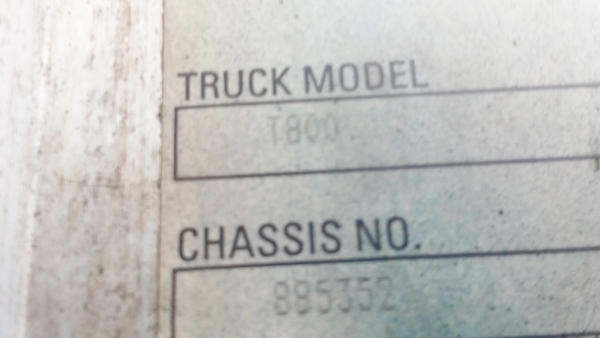 TRUCK MODEL
T800
CHASSIS NO.
885352